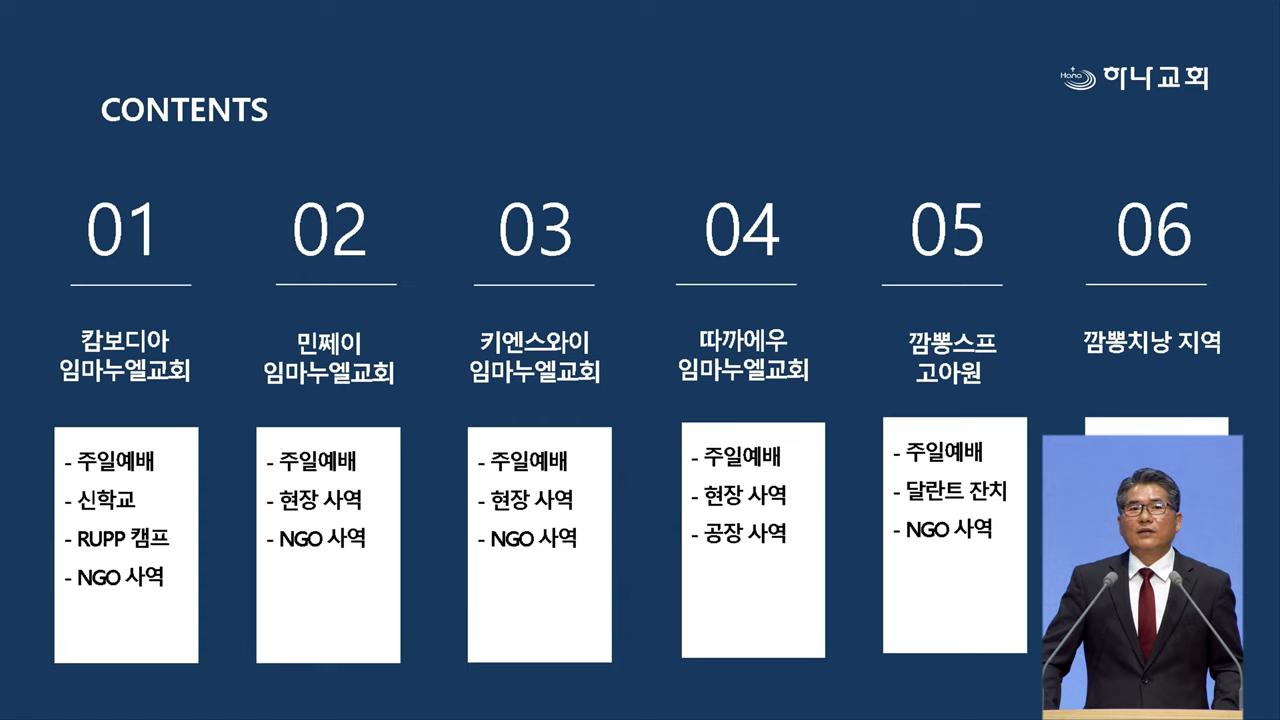 Hana 하나교회
CONTENTS
01
02
03
04
05
06
캄보디아
임마누엘교회
민쩨이
임마누엘교회
키엔스와이
임마누엘교회
따까에우
임마누엘교회
깜뽕스프
고아원
깜뽕치낭 지역
- 주일예배
- 신학교
- RUPP 캠프
- NGO 사역
- 주일예배
- 현장 사역
- NGO 사역
- 주일예배
- 현장 사역
- NGO 사역
- 주일예배
- 현장 사역
- 공장 사역
- 주일예배
- 달란트 잔치
- NGO 사역